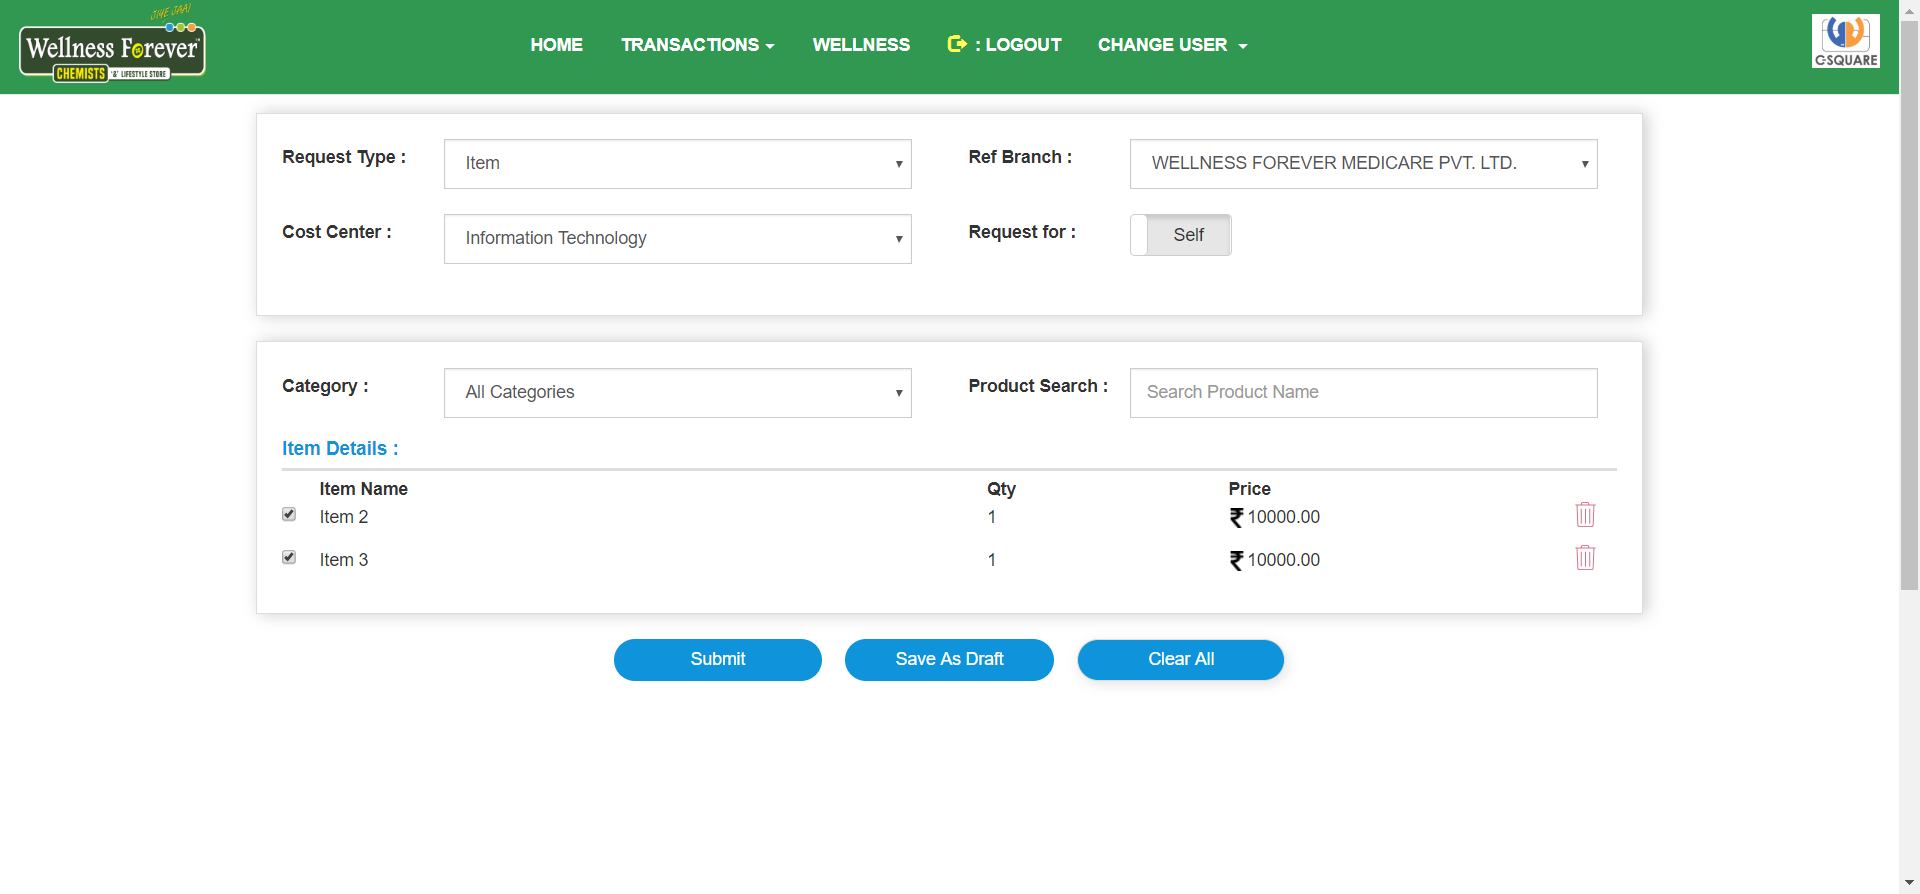 JIYE JAA!
Wellness Forever
CHEMISTS '&' LIFESTYLE STORE
HOME TRANSACTIONS WELLNESS : LOGOUT CHANGE USER
C-SQUARE
Request Type : Item Ref Branch : WELLNESS FOREVER MEDICARE PVT. LTD.
Cost Center : Information Technology Request for : Self
Category : All Categories Product Search : Search Product Name
Item Details :
Item Name Qty Price
Item 2 1 ₹ 10000.00
Item 3 1 ₹ 10000.00
Submit Save As Draft Clear All